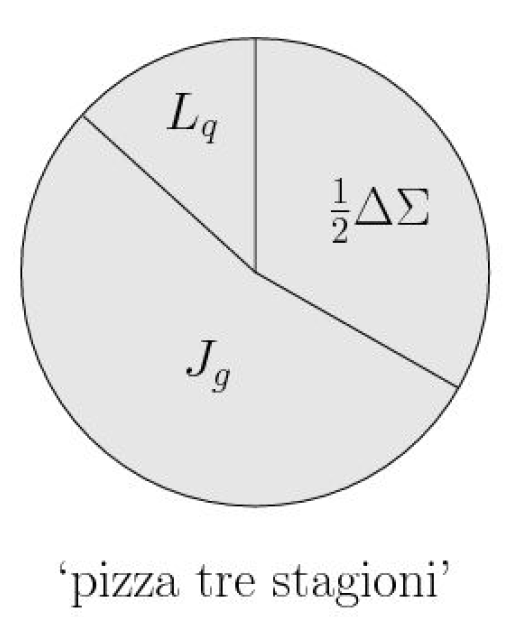 L_q
½ΔΣ
J_g
‘pizza tre stagioni’